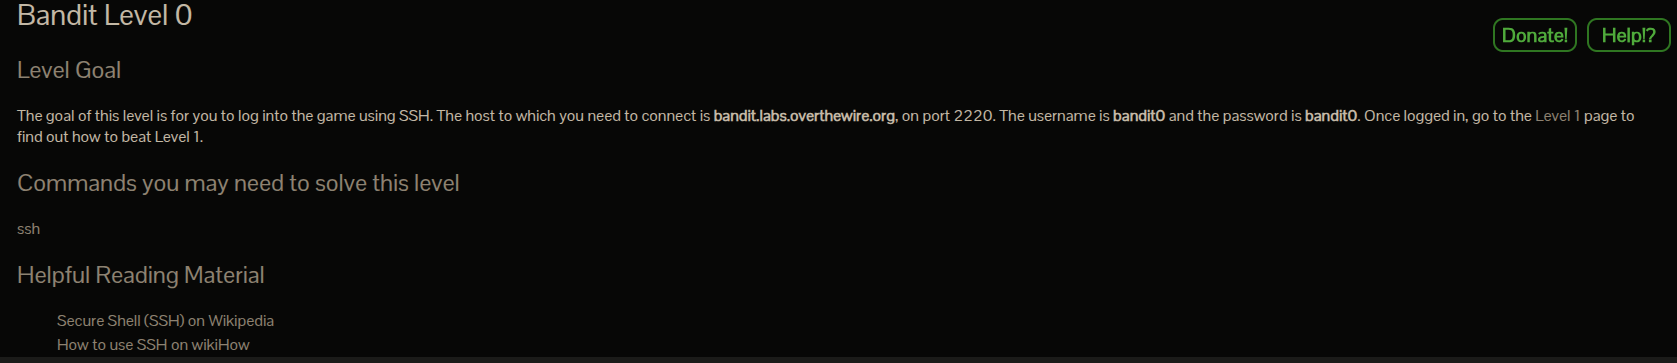 Bandit Level 0
Donate!
Help!?
Level Goal
The goal of this level is for you to log into the game using SSH. The host to which you need to connect is bandit.labs.overthewire.org, on port 2220. The username is bandit0 and the password is bandit0. Once logged in, go to the Level 1 page to
find out how to beat Level 1.
Commands you may need to solve this level
ssh
Helpful Reading Material
Secure Shell (SSH) on Wikipedia
How to use SSH on wikiHow